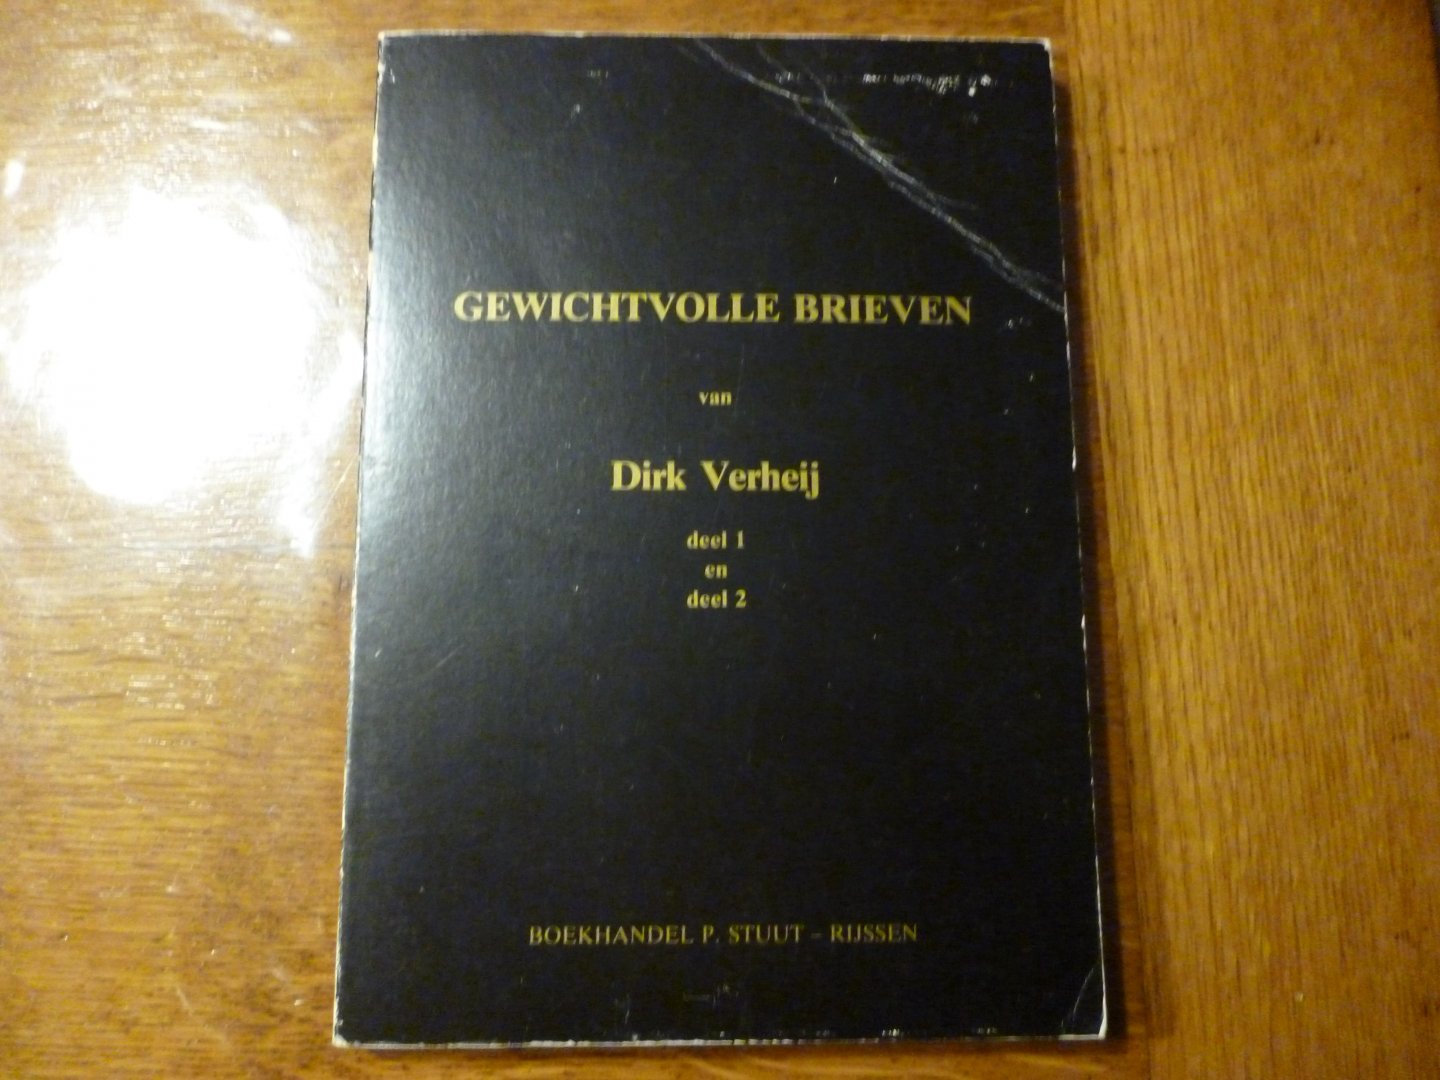 GEWICHTVOLLE BRIEVEN
van
Dirk Verheij
deel 1
en
deel 2
BOEKHANDEL P. STUUT – RIJSSEN